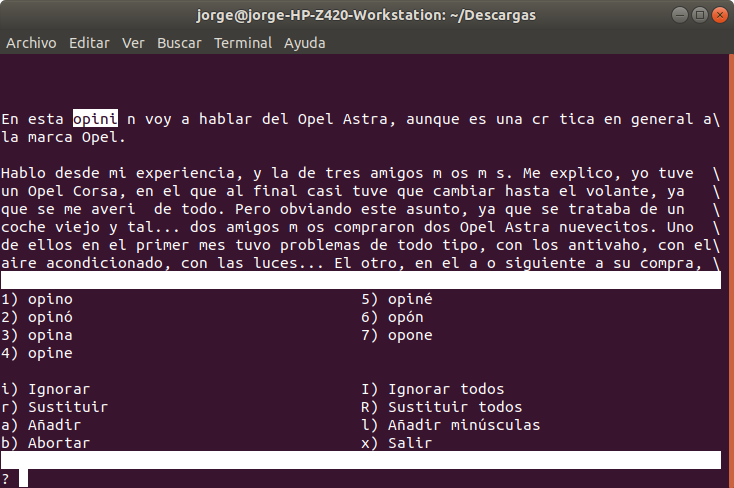 jorge@jorge-HP-Z420-Workstation: ~/Descargas
Archivo Editar Ver Buscar Terminal Ayuda
En esta opini n voy a hablar del Opel Astra, aunque es una cr tica en general a\
la marca Opel.
Hablo desde mi experiencia, y la de tres amigos m os m s. Me explico, yo tuve \
un Opel Corsa, en el que al final casi tuve que cambiar hasta el volante, ya \
que se me averi  de todo. Pero obviando este asunto, ya que se trataba de un \
coche viejo y tal... dos amigos m os compraron dos Opel Astra nuevecitos. Uno \
de ellos en el primer mes tuvo problemas de todo tipo, con los antivaho, con el\
aire acondicionado, con las luces... El otro, en el a o siguiente a su compra, \
1) opino 5) opiné
2) opinó 6) opón
3) opina 7) opone
4) opine
i) Ignorar I) Ignorar todos
r) Sustituir R) Sustituir todos
a) Añadir l) Añadir minúsculas
b) Abortar x) Salir
?